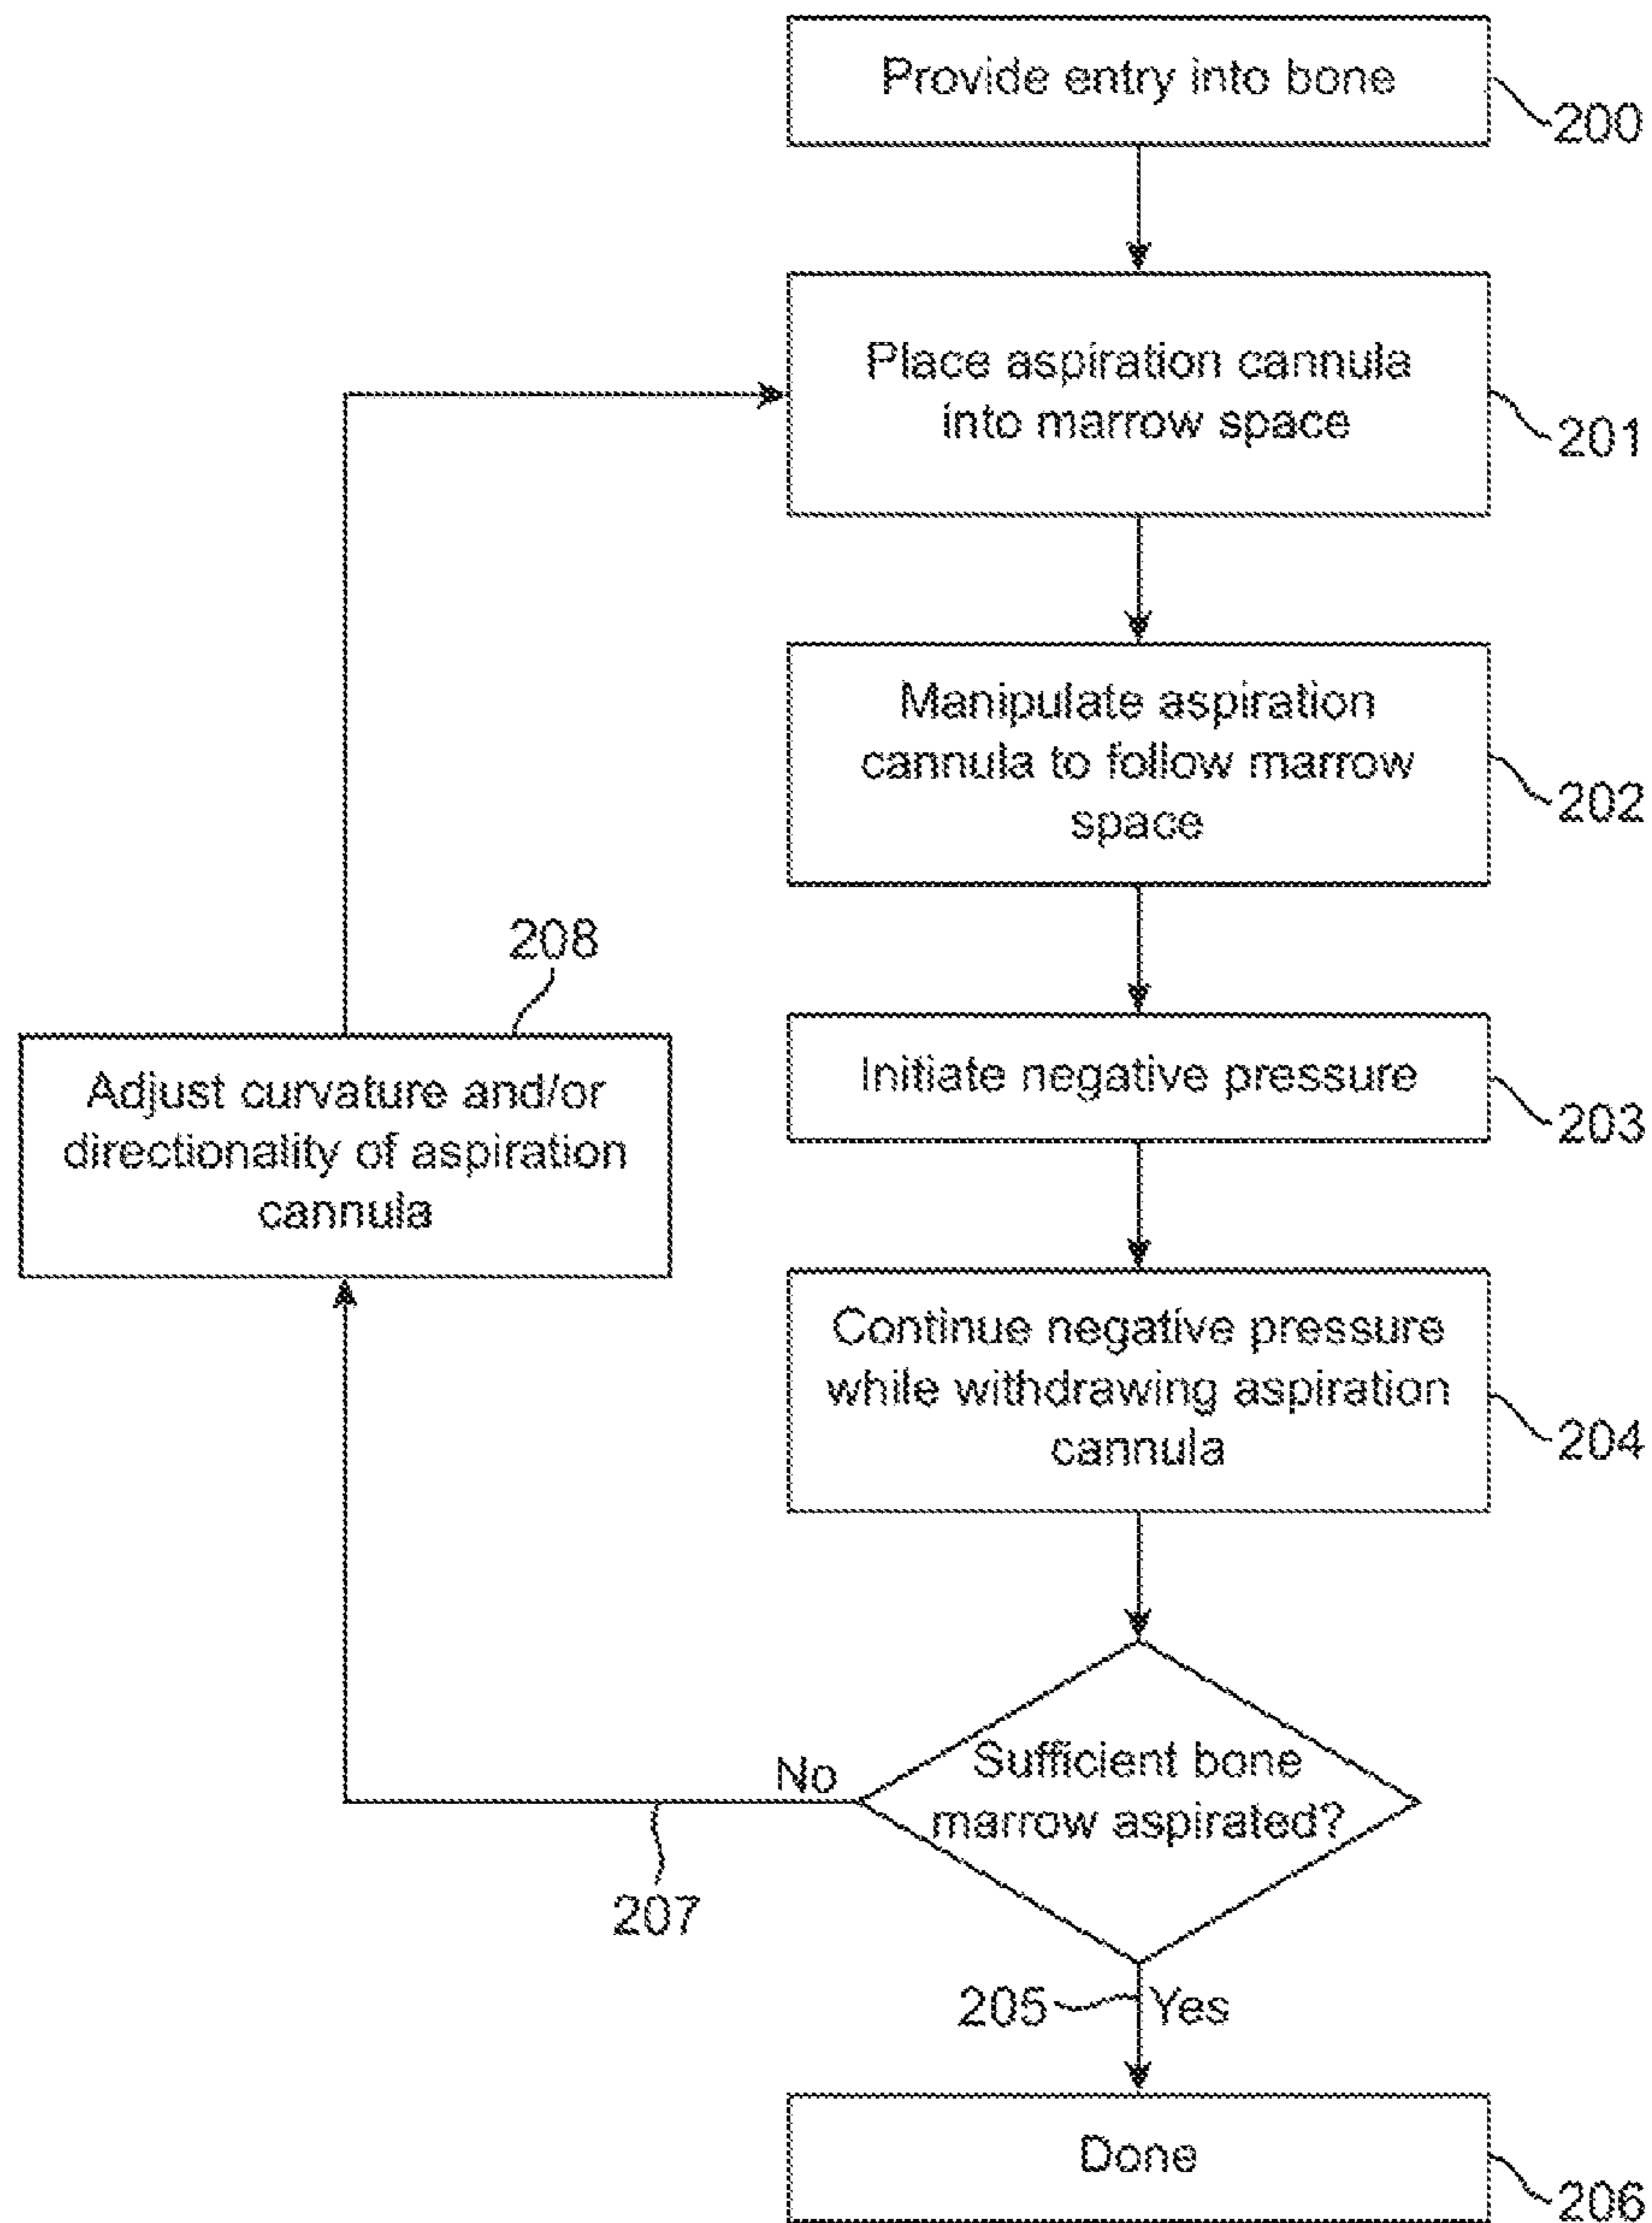 Provide entry into bone
200
Place aspiration cannula
into marrow space
201
Manipulate aspiration
cannula to follow marrow
space
202
208
Adjust curvature and/or
directionality of aspiration
cannula
Initiate negative pressure
203
Continue negative pressure
while withdrawing aspiration
cannula
204
No
Sufficient bone
marrow aspirated?
207
205
Yes
Done
206